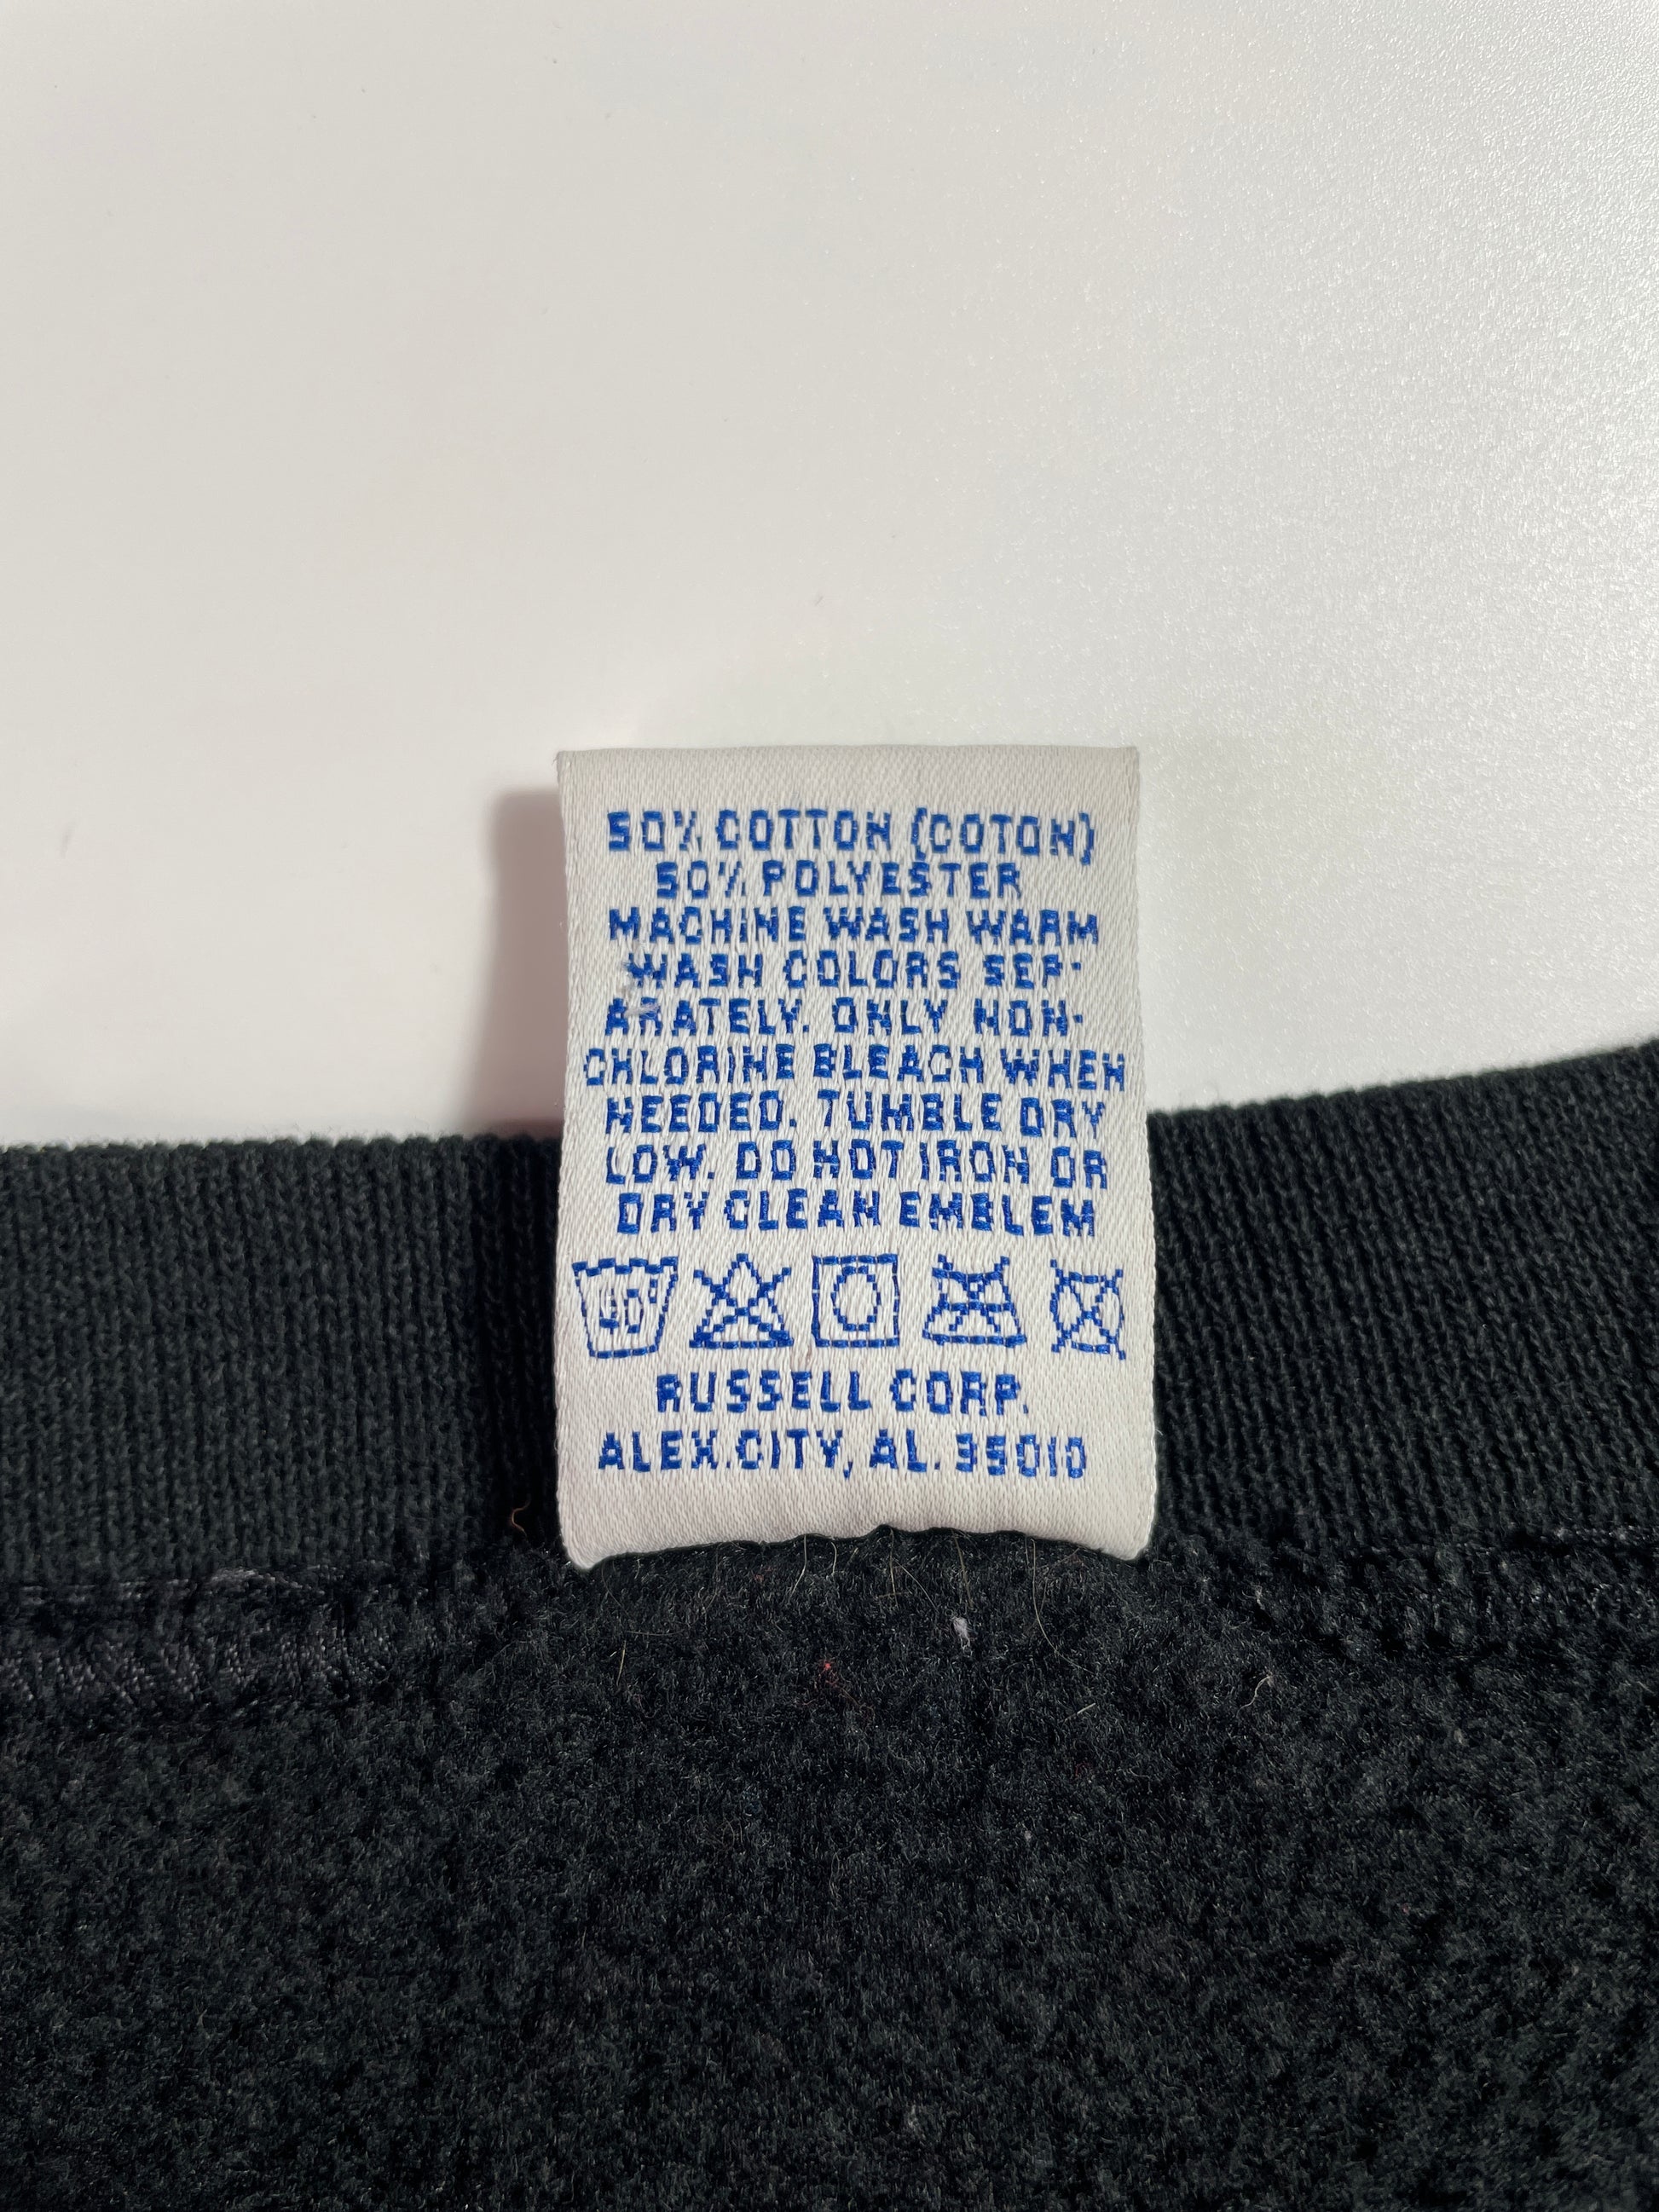 50% COTTON (COTON)
50% POLYESTER
MACHINE WASH WARM
WASH COLORS SEP-
ARATELY. ONLY NON-
CHLORINE BLEACH WHEN
NEEDED. TUMBLE DRY
LOW. DO NOT IRON OR
DRY CLEAN EMBLEM
40°
RUSSELL CORP.
ALEX.CITY, AL. 35010